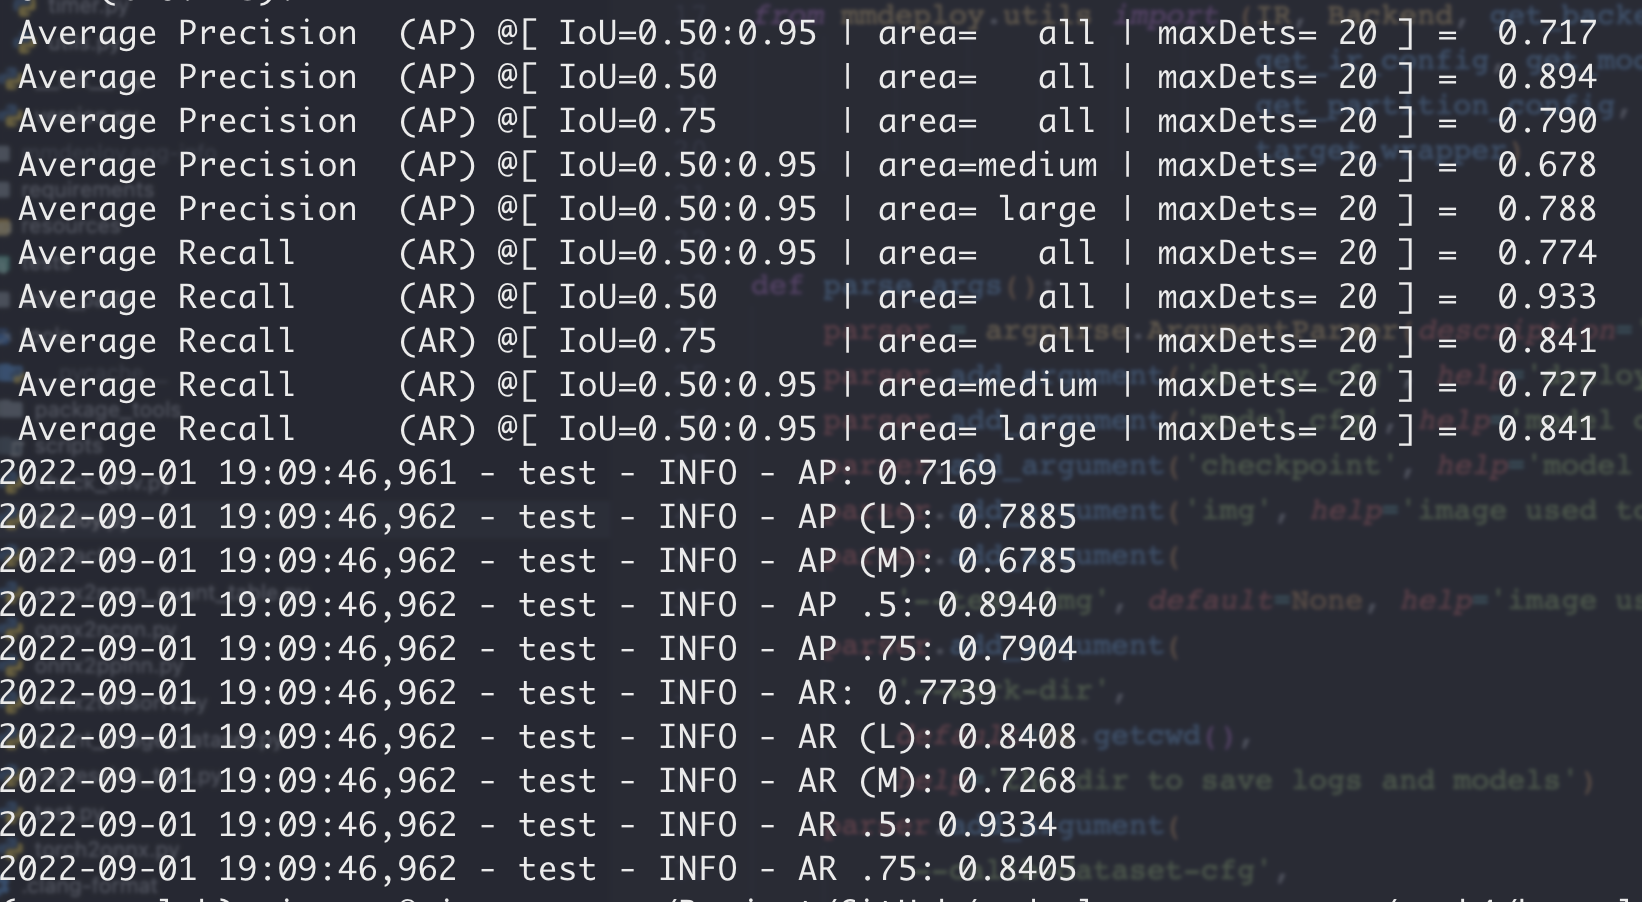 Average Precision  (AP) @[ IoU=0.50:0.95 | area=   all | maxDets= 20 ] =  0.717
Average Precision  (AP) @[ IoU=0.50      | area=   all | maxDets= 20 ] =  0.894
Average Precision  (AP) @[ IoU=0.75      | area=   all | maxDets= 20 ] =  0.790
Average Precision  (AP) @[ IoU=0.50:0.95 | area=medium | maxDets= 20 ] =  0.678
Average Precision  (AP) @[ IoU=0.50:0.95 | area= large | maxDets= 20 ] =  0.788
Average Recall     (AR) @[ IoU=0.50:0.95 | area=   all | maxDets= 20 ] =  0.774
Average Recall     (AR) @[ IoU=0.50      | area=   all | maxDets= 20 ] =  0.933
Average Recall     (AR) @[ IoU=0.75      | area=   all | maxDets= 20 ] =  0.841
Average Recall     (AR) @[ IoU=0.50:0.95 | area=medium | maxDets= 20 ] =  0.727
Average Recall     (AR) @[ IoU=0.50:0.95 | area= large | maxDets= 20 ] =  0.841
2022-09-01 19:09:46,961 - test - INFO - AP: 0.7169
2022-09-01 19:09:46,962 - test - INFO - AP (L): 0.7885
2022-09-01 19:09:46,962 - test - INFO - AP (M): 0.6785
2022-09-01 19:09:46,962 - test - INFO - AP .5: 0.8940
2022-09-01 19:09:46,962 - test - INFO - AP .75: 0.7904
2022-09-01 19:09:46,962 - test - INFO - AR: 0.7739
2022-09-01 19:09:46,962 - test - INFO - AR (L): 0.8408
2022-09-01 19:09:46,962 - test - INFO - AR (M): 0.7268
2022-09-01 19:09:46,962 - test - INFO - AR .5: 0.9334
2022-09-01 19:09:46,962 - test - INFO - AR .75: 0.8405